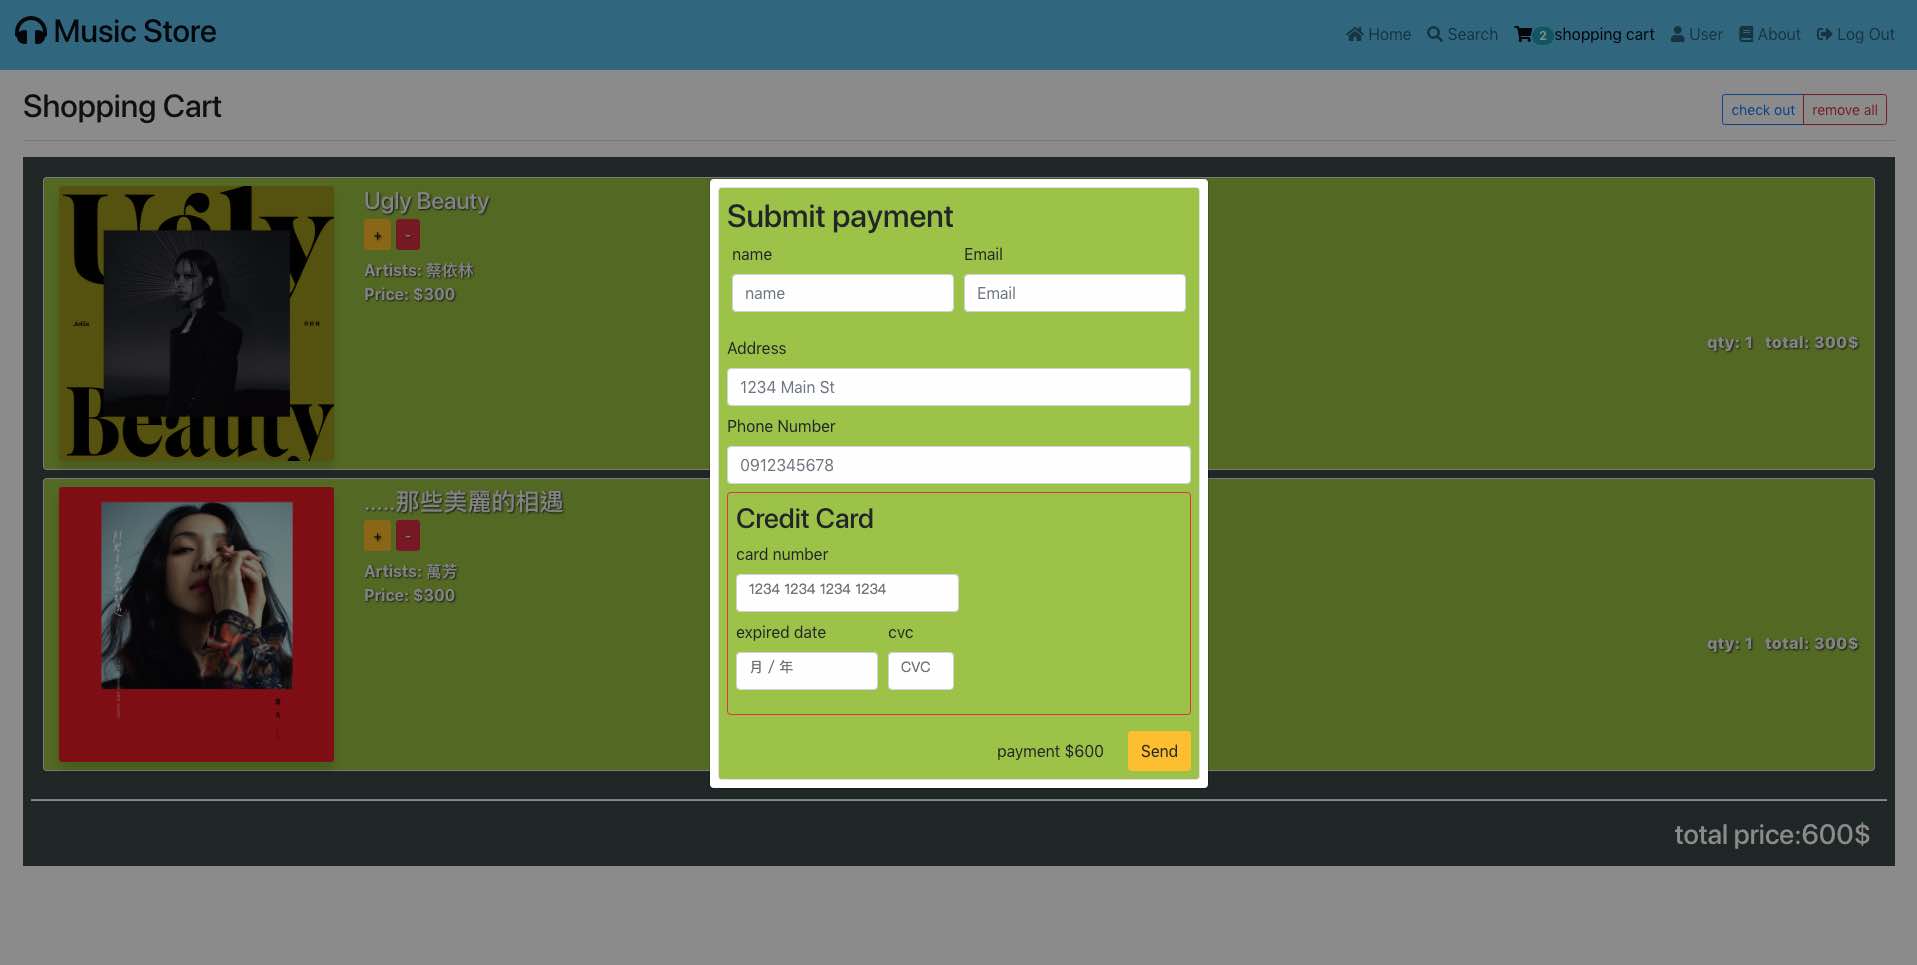 Music Store
Home Search 2 shopping cart User About Log Out
Shopping Cart
check out remove all
Ugly
Beauty
Jolin
Ugly Beauty
+ -
Artists: 蔡依林
Price: $300
qty: 1 total: 300$
.....那些美麗的相遇
+ -
Artists: 萬芳
Price: $300
qty: 1 total: 300$
Submit payment
name Email
name Email
Address
1234 Main St
Phone Number
0912345678
Credit Card
card number
1234 1234 1234 1234
expired date cvc
月 / 年 CVC
payment $600 Send
total price:600$